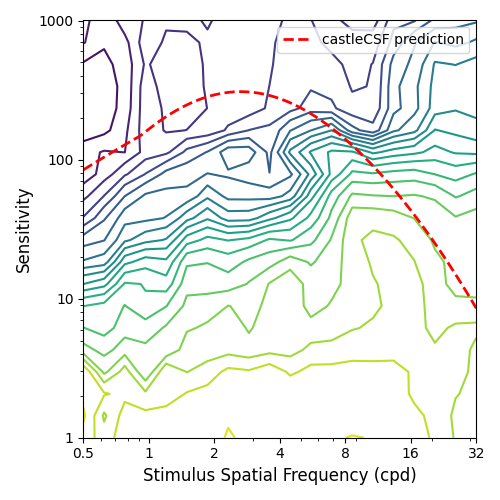 1000
castleCSF prediction
100
Sensitivity
10
1
0.5 1 2 4 8 16 32
Stimulus Spatial Frequency (cpd)